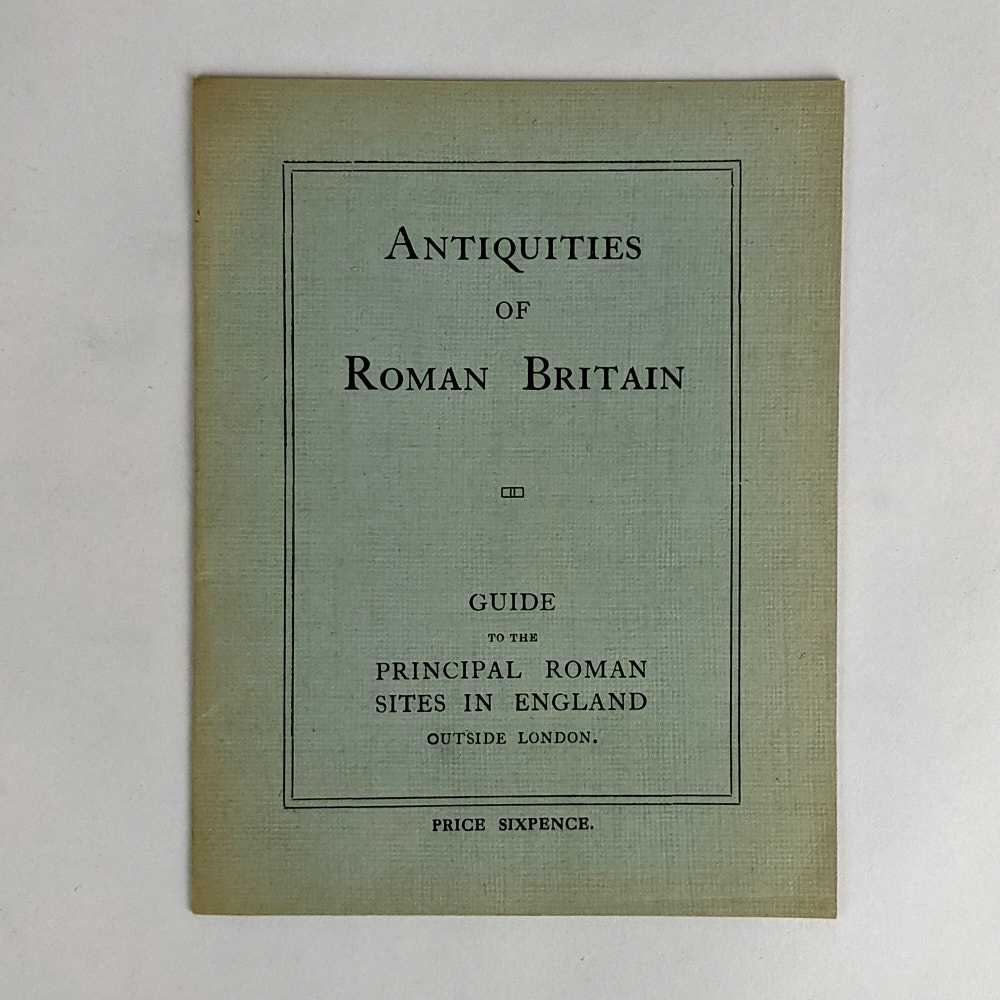 ANTIQUITIES
OF
ROMAN BRITAIN
GUIDE
TO THE
PRINCIPAL ROMAN
SITES IN ENGLAND
OUTSIDE LONDON.
PRICE SIXPENCE.